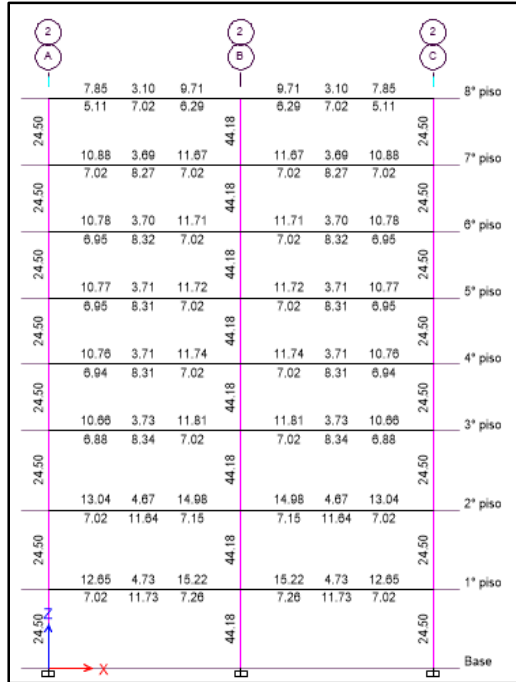 2 2 2
A B C
7.85 3.10 9.71 9.71 3.10 7.85 8° piso
5.11 7.02 6.29 6.29 7.02 5.11
24.50 44.18 24.50
10.88 3.69 11.67 11.67 3.69 10.88 7° piso
7.02 8.27 7.02 7.02 8.27 7.02
24.50 44.18 24.50
10.78 3.70 11.71 11.71 3.70 10.78 6° piso
6.95 8.32 7.02 7.02 8.32 6.95
24.50 44.18 24.50
10.77 3.71 11.72 11.72 3.71 10.77 5° piso
6.95 8.31 7.02 7.02 8.31 6.95
24.50 44.18 24.50
10.76 3.71 11.74 11.74 3.71 10.76 4° piso
6.94 8.31 7.02 7.02 8.31 6.94
24.50 44.18 24.50
10.66 3.73 11.81 11.81 3.73 10.66 3° piso
6.88 8.34 7.02 7.02 8.34 6.88
24.50 44.18 24.50
13.04 4.67 14.98 14.98 4.67 13.04 2° piso
7.02 11.64 7.15 7.15 11.64 7.02
24.50 44.18 24.50
12.65 4.73 15.22 15.22 4.73 12.65 1° piso
7.02 11.73 7.26 7.26 11.73 7.02
24.50 44.18 24.50
Z
X
Base